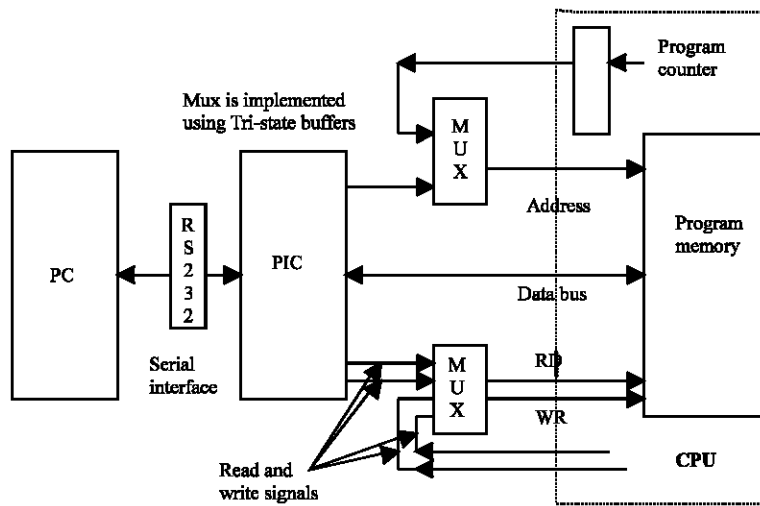 Program
counter
Mux is implemented
using Tri-state buffers
M
U
X
Address
Program
memory
PC
R
S
2
3
2
PIC
Data bus
Serial
interface
M
U
X
RD
WR
Read and
write signals
CPU